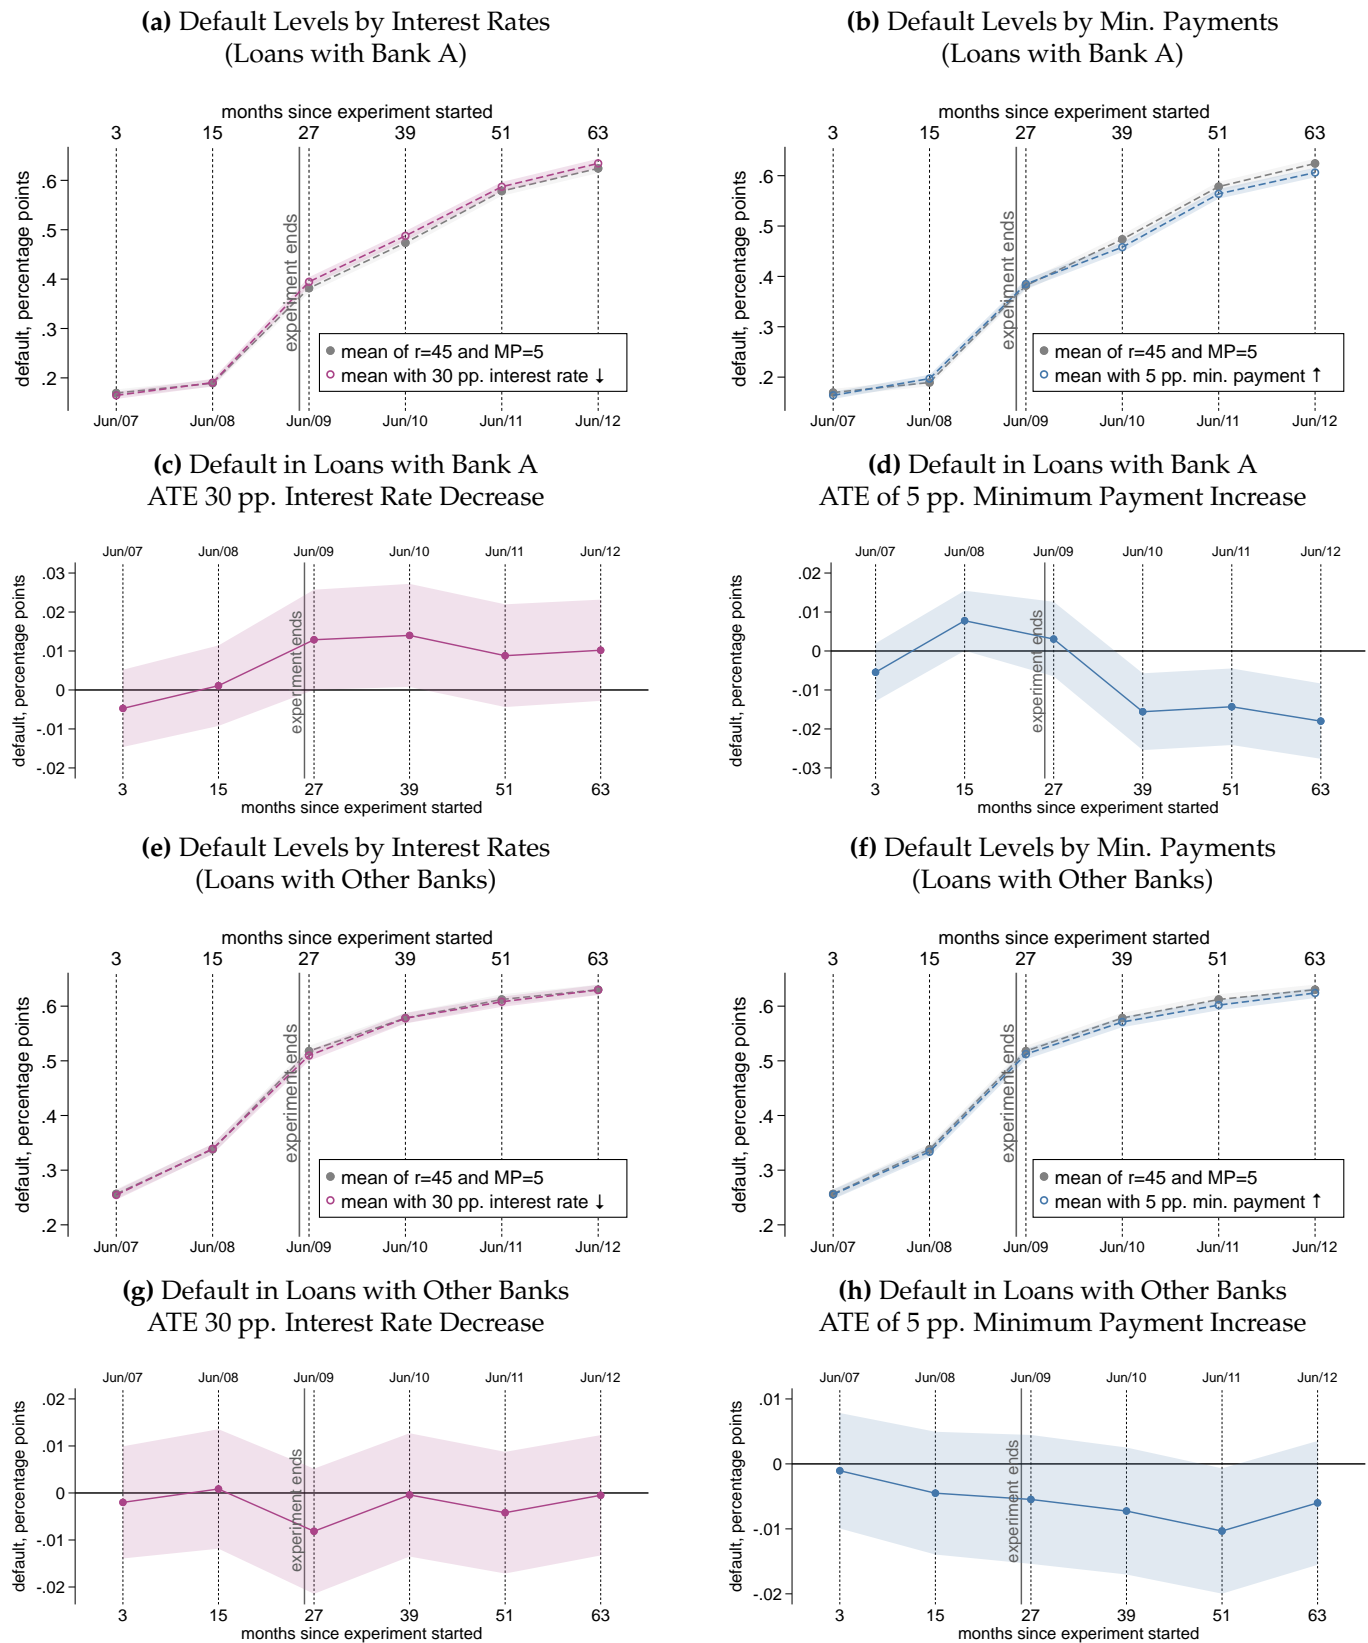 (a) Default Levels by Interest Rates
(Loans with Bank A)
months since experiment started
3 15 27 39 51 63
default, percentage points
.6
.5
.4
.3
.2
experiment ends
mean of r=45 and MP=5
mean with 30 pp. interest rate ↓
Jun/07 Jun/08 Jun/09 Jun/10 Jun/11 Jun/12
(b) Default Levels by Min. Payments
(Loans with Bank A)
months since experiment started
3 15 27 39 51 63
default, percentage points
.6
.5
.4
.3
.2
experiment ends
mean of r=45 and MP=5
mean with 5 pp. min. payment ↑
Jun/07 Jun/08 Jun/09 Jun/10 Jun/11 Jun/12
(c) Default in Loans with Bank A
ATE 30 pp. Interest Rate Decrease
Jun/07 Jun/08 Jun/09 Jun/10 Jun/11 Jun/12
default, percentage points
.03
.02
.01
0
-.01
-.02
experiment ends
3 15 27 39 51 63
months since experiment started
(d) Default in Loans with Bank A
ATE of 5 pp. Minimum Payment Increase
Jun/07 Jun/08 Jun/09 Jun/10 Jun/11 Jun/12
default, percentage points
.02
.01
0
-.01
-.02
-.03
experiment ends
3 15 27 39 51 63
months since experiment started
(e) Default Levels by Interest Rates
(Loans with Other Banks)
months since experiment started
3 15 27 39 51 63
default, percentage points
.6
.5
.4
.3
.2
experiment ends
mean of r=45 and MP=5
mean with 30 pp. interest rate ↓
Jun/07 Jun/08 Jun/09 Jun/10 Jun/11 Jun/12
(f) Default Levels by Min. Payments
(Loans with Other Banks)
months since experiment started
3 15 27 39 51 63
default, percentage points
.6
.5
.4
.3
.2
experiment ends
mean of r=45 and MP=5
mean with 5 pp. min. payment ↑
Jun/07 Jun/08 Jun/09 Jun/10 Jun/11 Jun/12
(g) Default in Loans with Other Banks
ATE 30 pp. Interest Rate Decrease
Jun/07 Jun/08 Jun/09 Jun/10 Jun/11 Jun/12
default, percentage points
.02
.01
0
-.01
-.02
experiment ends
3 15 27 39 51 63
months since experiment started
(h) Default in Loans with Other Banks
ATE of 5 pp. Minimum Payment Increase
Jun/07 Jun/08 Jun/09 Jun/10 Jun/11 Jun/12
default, percentage points
.01
0
-.01
-.02
experiment ends
3 15 27 39 51 63
months since experiment started